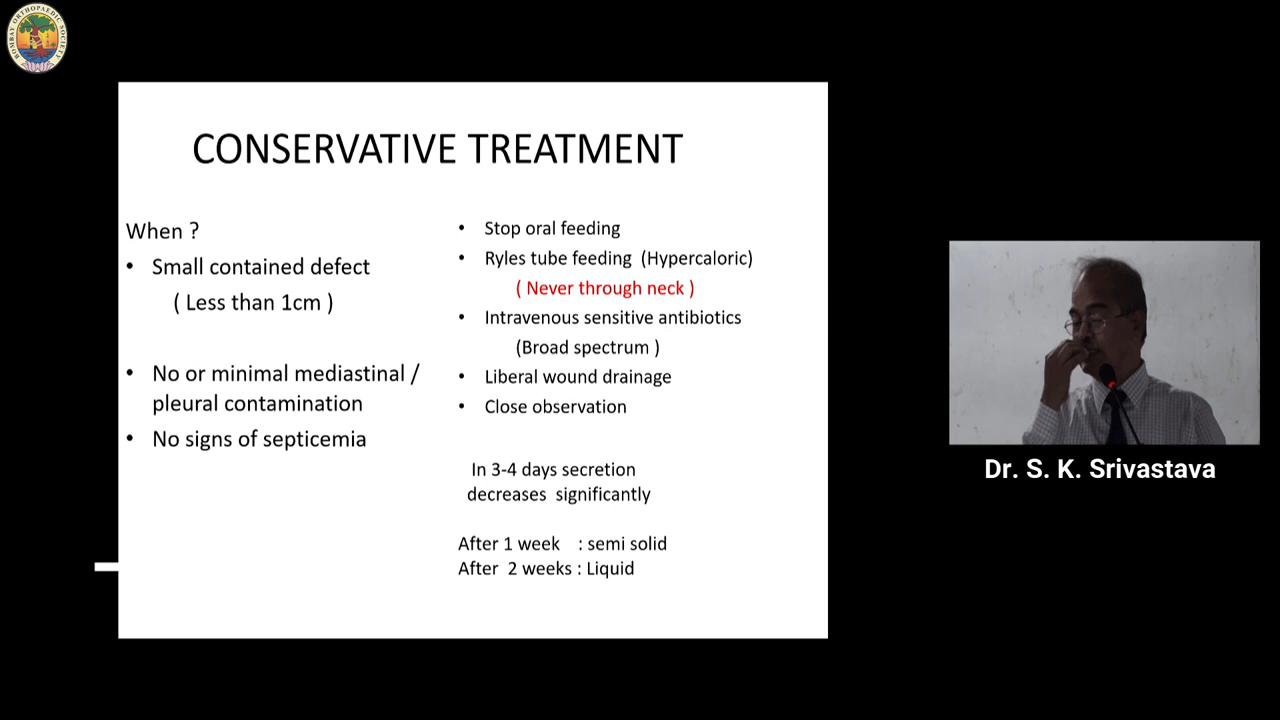 BOMBAY ORTHOPAEDIC SOCIETY
CONSERVATIVE TREATMENT
When ?
• Small contained defect
( Less than 1cm )
• No or minimal mediastinal /
pleural contamination
• No signs of septicemia
• Stop oral feeding
• Ryles tube feeding (Hypercaloric)
( Never through neck )
• Intravenous sensitive antibiotics
(Broad spectrum )
• Liberal wound drainage
• Close observation
In 3-4 days secretion
decreases significantly
After 1 week : semi solid
After 2 weeks : Liquid
Dr. S. K. Srivastava